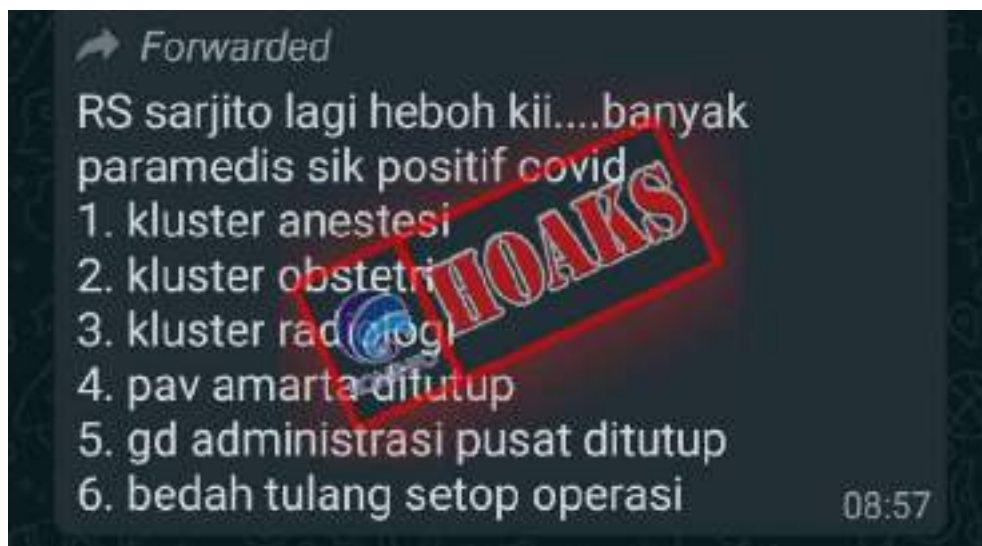 Forwarded
RS sarjito lagi heboh kii....banyak
paramedis sik positif covid
1. kluster anestesi
2. kluster obstetri
3. kluster radiologi
4. pav amarta ditutup
5. gd administrasi pusat ditutup
6. bedah tulang setop operasi
08:57
HOAKS